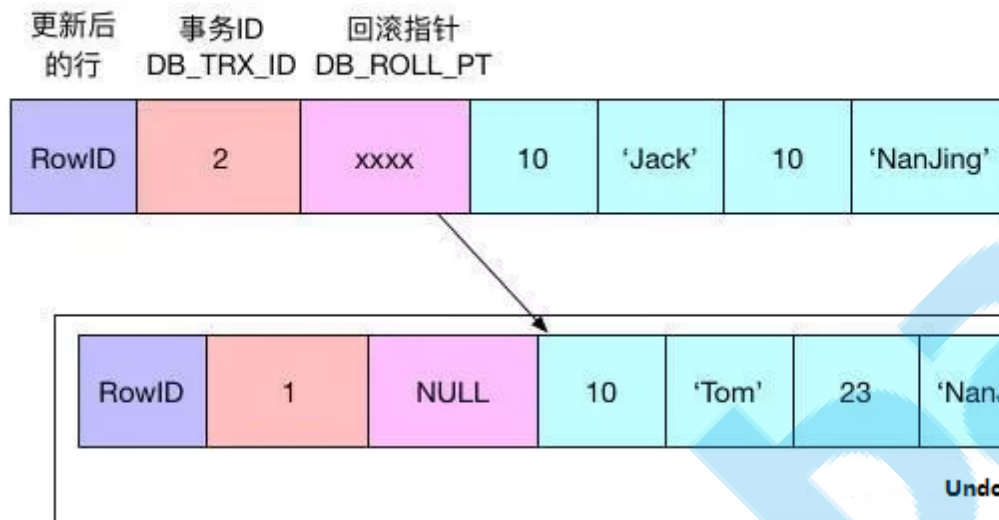 更新后 事务ID 回滚指针
的行 DB_TRX_ID DB_ROLL_PT
RowID 2 xxxx 10 ‘Jack’ 10 ‘NanJing’
RowID 1 NULL 10 ‘Tom’ 23